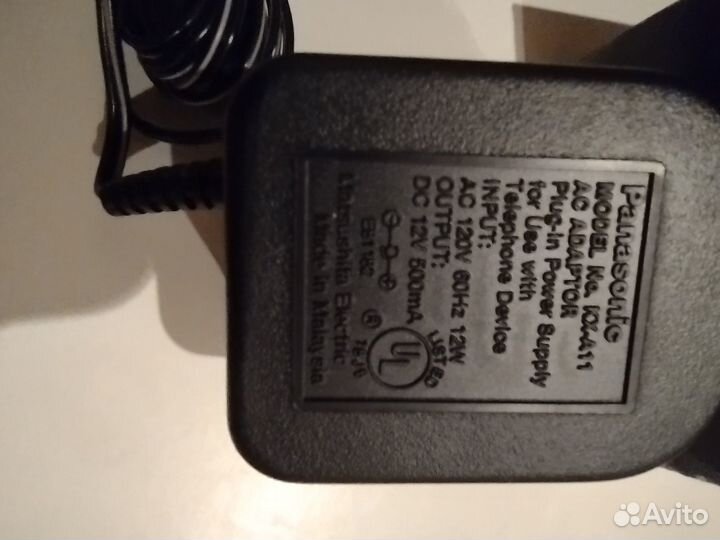 Panasonic
MODEL No. KX-A11
AC ADAPTOR
Plug-In Power Supply
for Use with
Telephone Device
INPUT:
AC 120V 60Hz 12W
OUTPUT:
DC 12V 500mA
UL
LISTED
Matsushita Electric
Made in Malaysia
Avito